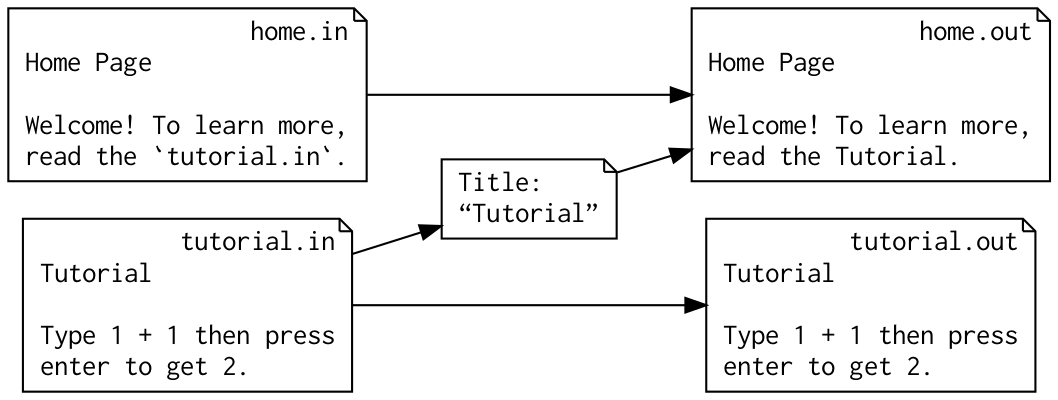 home.in
Home Page
Welcome! To learn more,
read the `tutorial.in`.
home.out
Home Page
Welcome! To learn more,
read the Tutorial.
Title:
“Tutorial”
tutorial.in
Tutorial
Type 1 + 1 then press
enter to get 2.
tutorial.out
Tutorial
Type 1 + 1 then press
enter to get 2.